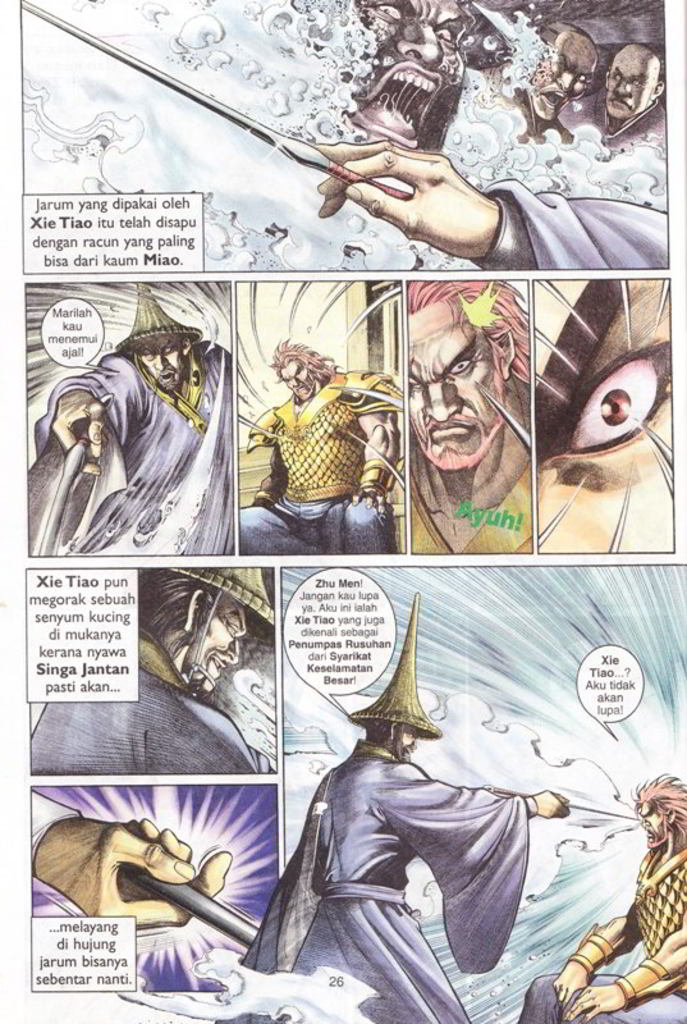 Jarum yang dipakai oleh
Xie Tiao itu telah disapu
dengan racun yang paling
bisa dari kaum Miao.
Marilah
kau
menemui
ajal!
Ayuh!
Xie Tiao pun
megorak sebuah
senyum kucing
di mukanya
kerana nyawa
Singa Jantan
pasti akan...
Zhu Men!
Jangan kau lupa
ya. Aku ini ialah
Xie Tiao yang juga
dikenali sebagai
Penumpas Rusuhan
dari Syarikat
Keselamatan
Besar!
Xie
Tiao...?
Aku tidak
akan
lupa!
...melayang
di hujung
jarum bisanya
sebentar nanti.
26